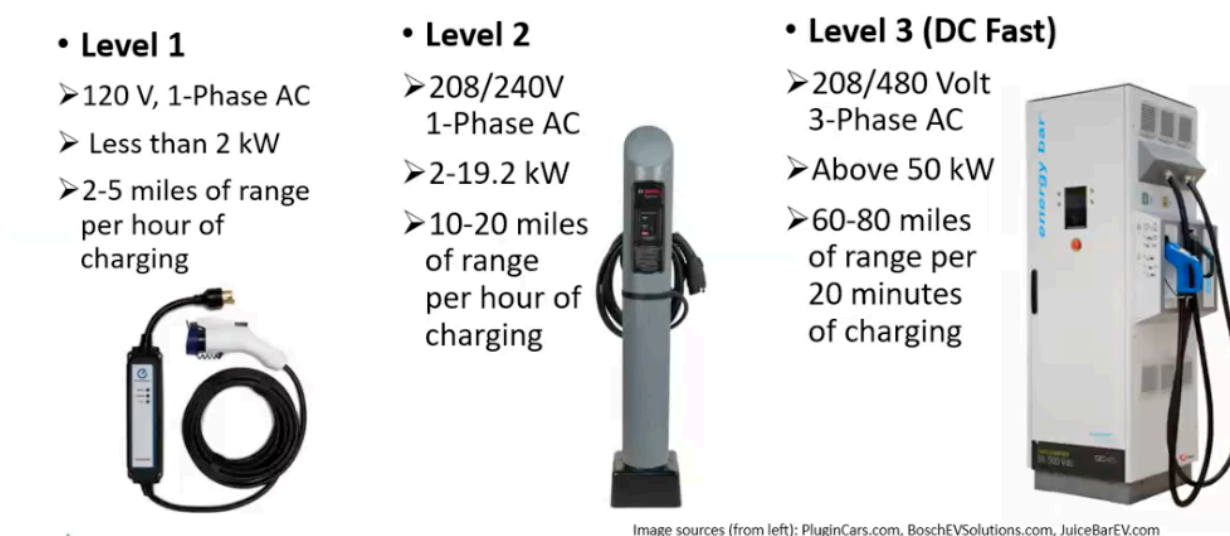 • Level 1
➢120 V, 1-Phase AC
➢ Less than 2 kW
➢2-5 miles of range
per hour of
charging
• Level 2
➢208/240V
1-Phase AC
➢2-19.2 kW
➢10-20 miles
of range
per hour of
charging
• Level 3 (DC Fast)
➢208/480 Volt
3-Phase AC
➢Above 50 kW
➢60-80 miles
of range per
20 minutes
of charging
energy bar
Image sources (from left): PluginCars.com, BoschEVSolutions.com, JuiceBarEV.com